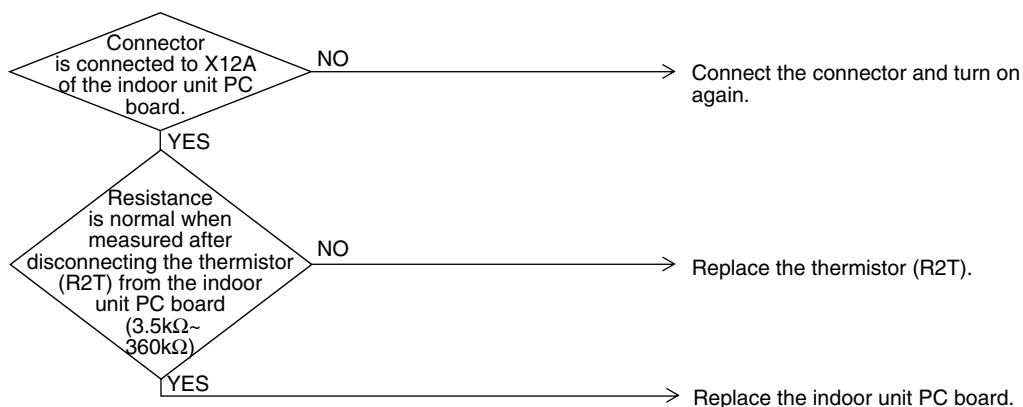 Connector
is connected to X12A
of the indoor unit PC
board.
NO
Connect the connector and turn on
again.
YES
Resistance
is normal when
measured after
disconnecting the thermistor
(R2T) from the indoor
unit PC board
(3.5kΩ~
360kΩ)
NO
Replace the thermistor (R2T).
YES
Replace the indoor unit PC board.